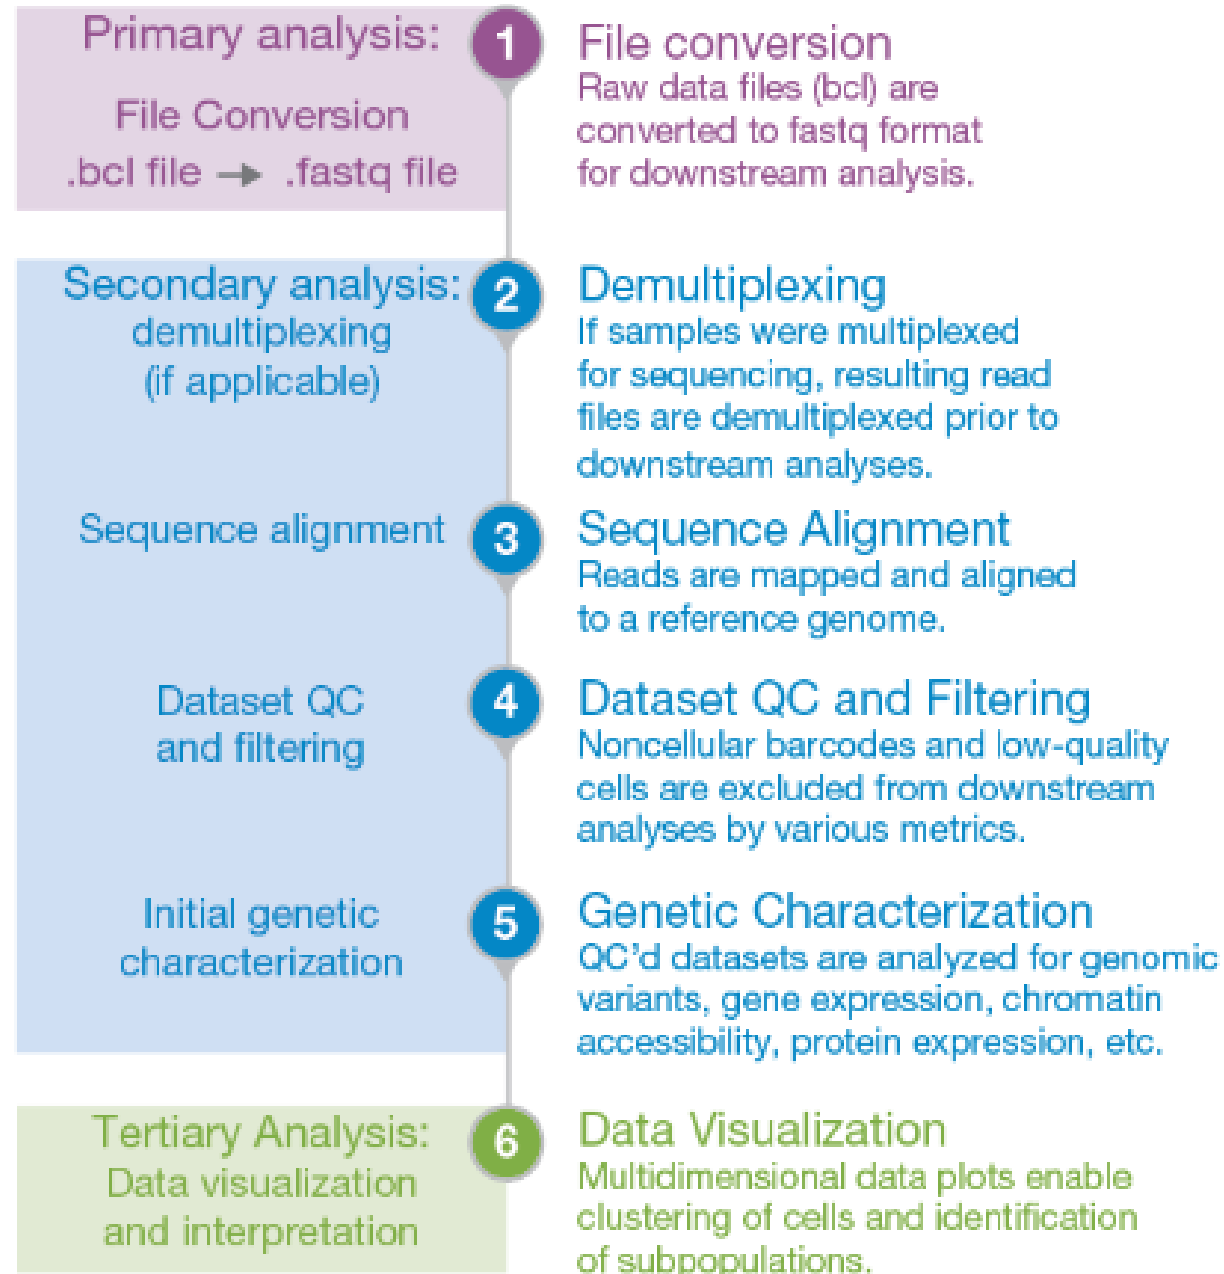 Primary analysis:
File Conversion
.bcl file → .fastq file
1
File conversion
Raw data files (bcl) are
converted to fastq format
for downstream analysis.
Secondary analysis:
demultiplexing
(if applicable)
2
Demultiplexing
If samples were multiplexed
for sequencing, resulting read
files are demultiplexed prior to
downstream analyses.
Sequence alignment
3
Sequence Alignment
Reads are mapped and aligned
to a reference genome.
Dataset QC
and filtering
4
Dataset QC and Filtering
Noncellular barcodes and low-quality
cells are excluded from downstream
analyses by various metrics.
Initial genetic
characterization
5
Genetic Characterization
QC'd datasets are analyzed for genomic
variants, gene expression, chromatin
accessibility, protein expression, etc.
Tertiary Analysis:
Data visualization
and interpretation
6
Data Visualization
Multidimensional data plots enable
clustering of cells and identification
of subpopulations.